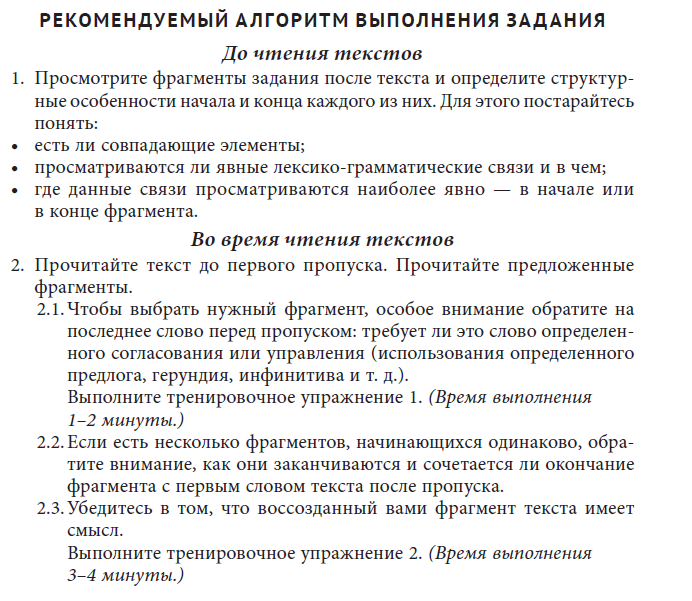 РЕКОМЕНДУЕМЫЙ АЛГОРИТМ ВЫПОЛНЕНИЯ ЗАДАНИЯ
До чтения текстов
1. Просмотрите фрагменты задания после текста и определите структур-
ные особенности начала и конца каждого из них. Для этого постарайтесь
понять:
• есть ли совпадающие элементы;
• просматриваются ли явные лексико-грамматические связи и в чем;
• где данные связи просматриваются наиболее явно — в начале или
в конце фрагмента.
Во время чтения текстов
2. Прочитайте текст до первого пропуска. Прочитайте предложенные
фрагменты.
2.1. Чтобы выбрать нужный фрагмент, особое внимание обратите на
последнее слово перед пропуском: требует ли это слово определен-
ного согласования или управления (использования определенного
предлога, герундия, инфинитива и т. д.).
Выполните тренировочное упражнение 1. (Время выполнения
1–2 минуты.)
2.2. Если есть несколько фрагментов, начинающихся одинаково, обра-
тите внимание, как они заканчиваются и сочетается ли окончание
фрагмента с первым словом текста после пропуска.
2.3. Убедитесь в том, что воссозданный вами фрагмент текста имеет
смысл.
Выполните тренировочное упражнение 2. (Время выполнения
3–4 минуты.)